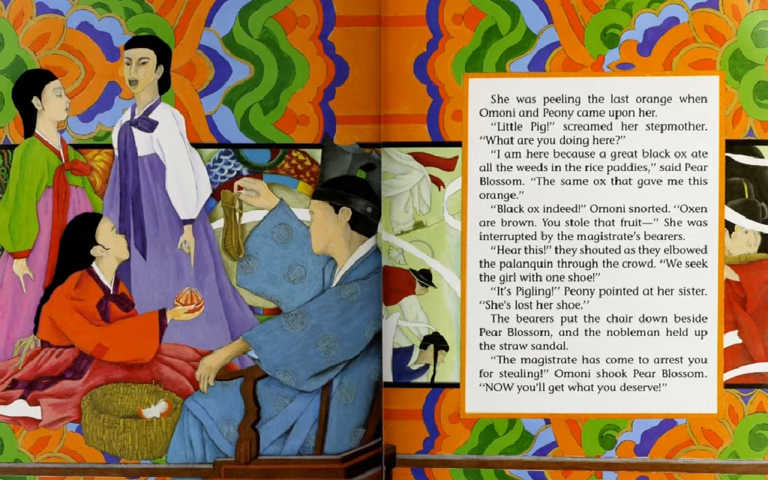 She was peeling the last orange when
Omoni and Peony came upon her.
“Little Pig!” screamed her stepmother.
“What are you doing here?”
“I am here because a great black ox ate
all the weeds in the rice paddies,” said Pear
Blossom. “The same ox that gave me this
orange.”
“Black ox indeed!” Omoni snorted. “Oxen
are brown. You stole that fruit—” She was
interrupted by the magistrate’s bearers.
“Hear this!” they shouted as they elbowed
the palanquin through the crowd. “We seek
the girl with one shoe!”
“It’s Pigling!” Peony pointed at her sister.
“She’s lost her shoe.”
The bearers put the chair down beside
Pear Blossom, and the nobleman held up
the straw sandal.
“The magistrate has come to arrest you
for stealing!” Omoni shook Pear Blossom.
“NOW you’ll get what you deserve!”